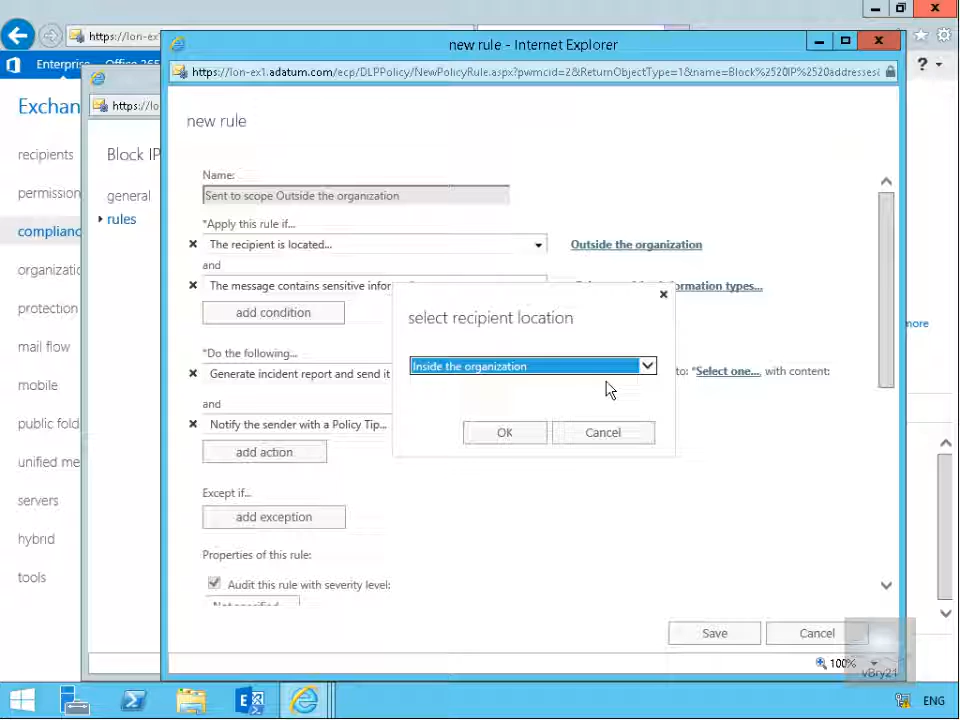 new rule - Internet Explorer
https://lon-ex
https://lon-ex1.adatum.com/ecp/DLPPolicy/NewPolicyRule.aspx?pwmcid=2&ReturnObjectType=1&name=Block%2520IP%2520addresses&
Enterprise Office 365
?
https://lo
Exchan
new rule
recipients
permission
complianc
organizatio
protection
mail flow
mobile
public fold
unified me
servers
hybrid
tools
Block IP
general
rules
Name:
Sent to scope Outside the organization
*Apply this rule if...
The recipient is located...
Outside the organization
and
The message contains sensitive infor
ormation types...
add condition
*Do the following...
Generate incident report and send it
to: *Select one..., with content:
and
Notify the sender with a Policy Tip...
add action
Except if...
add exception
Properties of this rule:
Audit this rule with severity level:
Not specified
select recipient location
Inside the organization
OK
Cancel
more
Save
Cancel
100%
vBry21
ENG